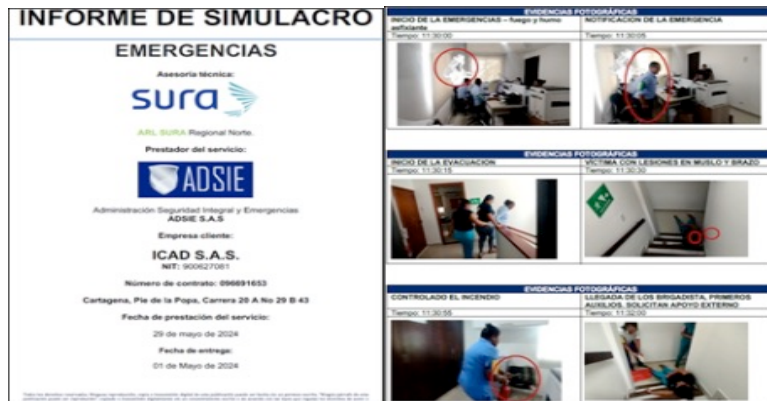 INFORME DE SIMULACRO
EMERGENCIAS
Asesoría técnica:
sura
ARL SURA Regional Norte.
Prestador del servicio:
ADSIE
Administración Seguridad Integral y Emergencias
ADSIE S.A.S
Empresa cliente:
ICAD S.A.S.
NIT: 900627081
Número de contrato: 096691653
Cartagena, Pie de la Popa, Carrera 20 A No 29 B 43
Fecha de prestación del servicio:
29 de mayo de 2024
Fecha de entrega:
01 de Mayo de 2024
EVIDENCIAS FOTOGRÁFICAS
INICIO DE LA EMERGENCIAS – fuego y humo
asfixiante
Tiempo: 11:30:00
NOTIFICACIÓN DE LA EMERGENCIA
Tiempo: 11:30:05
EVIDENCIAS FOTOGRÁFICAS
INICIO DE LA EVACUACION
Tiempo: 11:30:15
VÍCTIMA CON LESIONES EN MUSLO Y BRAZO
Tiempo: 11:30:30
EVIDENCIAS FOTOGRÁFICAS
CONTROLADO EL INCENDIO
Tiempo: 11:30:55
LLEGADA DE LOS BRIGADISTA, PRIMEROS
AUXILIOS, SOLICITAN APOYO EXTERNO
Tiempo: 11:32:00